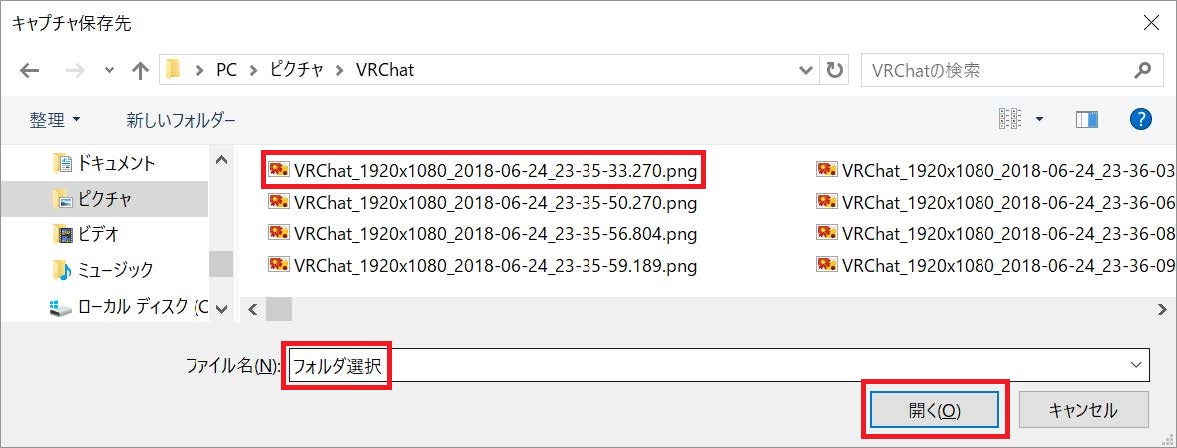 キャプチャ保存先
PC > ピクチャ > VRChat
VRChatの検索
整理
新しいフォルダー
ドキュメント
ピクチャ
ビデオ
ミュージック
ローカル ディスク (C
VRChat_1920x1080_2018-06-24_23-35-33.270.png
VRChat_1920x1080_2018-06-24_23-35-50.270.png
VRChat_1920x1080_2018-06-24_23-35-56.804.png
VRChat_1920x1080_2018-06-24_23-35-59.189.png
VRChat_1920x1080_2018-06-24_23-36-03
VRChat_1920x1080_2018-06-24_23-36-06
VRChat_1920x1080_2018-06-24_23-36-08
VRChat_1920x1080_2018-06-24_23-36-09
ファイル名(N):
フォルダ選択
開く(O)
キャンセル